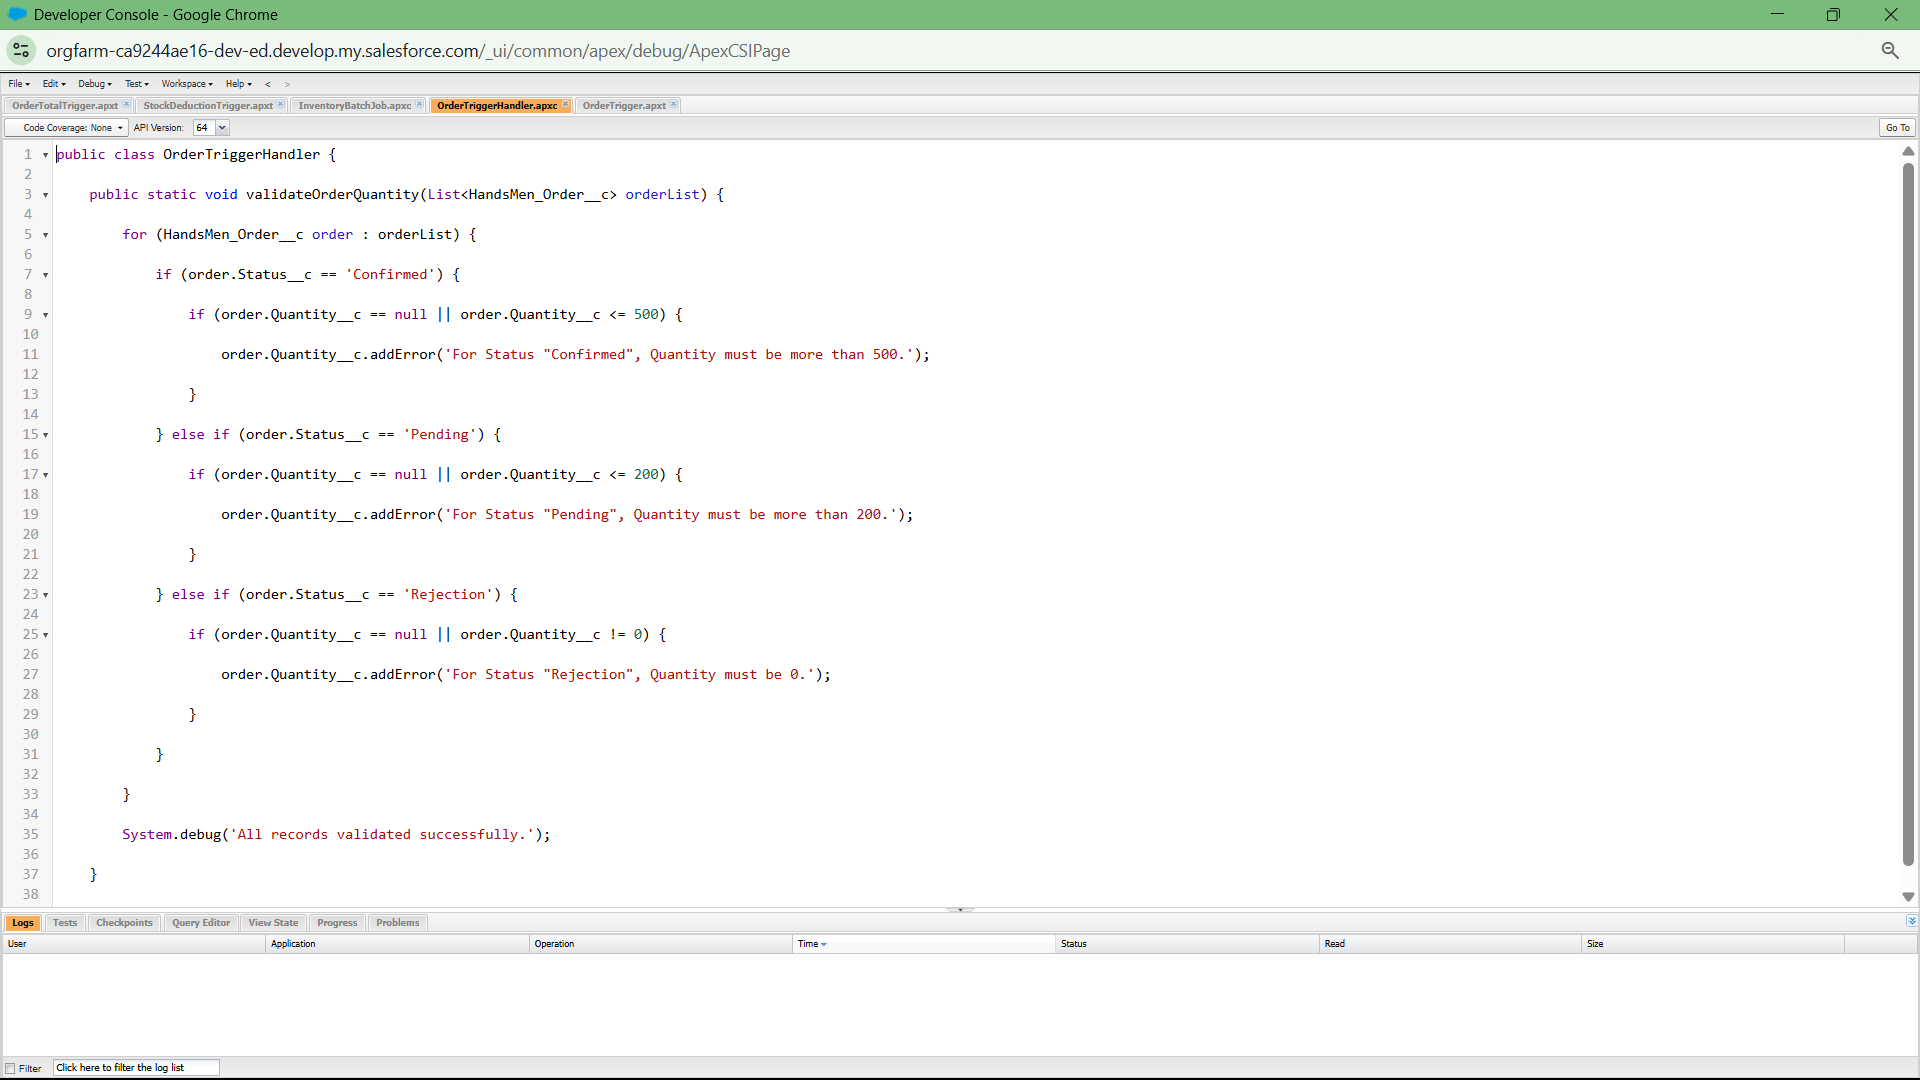 Developer Console - Google Chrome
orgfarm-ca9244ae16-dev-ed.develop.my.salesforce.com/_ui/common/apex/debug/ApexCSIPage
File Edit Debug Test Workspace Help < >
OrderTotalTrigger.apxt StockDeductionTrigger.apxt InventoryBatchJob.apxc OrderTriggerHandler.apxc OrderTrigger.apxt
Code Coverage: None API Version: 64 Go To
1 public class OrderTriggerHandler {
2
3 public static void validateOrderQuantity(List<HandsMen_Order__c> orderList) {
4
5 for (HandsMen_Order__c order : orderList) {
6
7 if (order.Status__c == 'Confirmed') {
8
9 if (order.Quantity__c == null || order.Quantity__c <= 500) {
10
11 order.Quantity__c.addError('For Status "Confirmed", Quantity must be more than 500.');
12
13 }
14
15 } else if (order.Status__c == 'Pending') {
16
17 if (order.Quantity__c == null || order.Quantity__c <= 200) {
18
19 order.Quantity__c.addError('For Status "Pending", Quantity must be more than 200.');
20
21 }
22
23 } else if (order.Status__c == 'Rejection') {
24
25 if (order.Quantity__c == null || order.Quantity__c != 0) {
26
27 order.Quantity__c.addError('For Status "Rejection", Quantity must be 0.');
28
29 }
30
31 }
32
33 }
34
35 System.debug('All records validated successfully.');
36
37 }
38
Logs Tests Checkpoints Query Editor View State Progress Problems
User Application Operation Time Status Read Size
Filter Click here to filter the log list